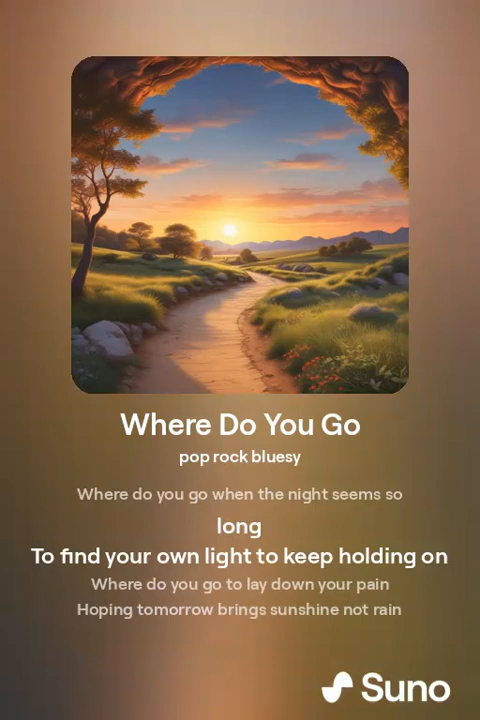 Where Do You Go
pop rock bluesy
Where do you go when the night seems so
long
To find your own light to keep holding on
Where do you go to lay down your pain
Hoping tomorrow brings sunshine not rain
Suno